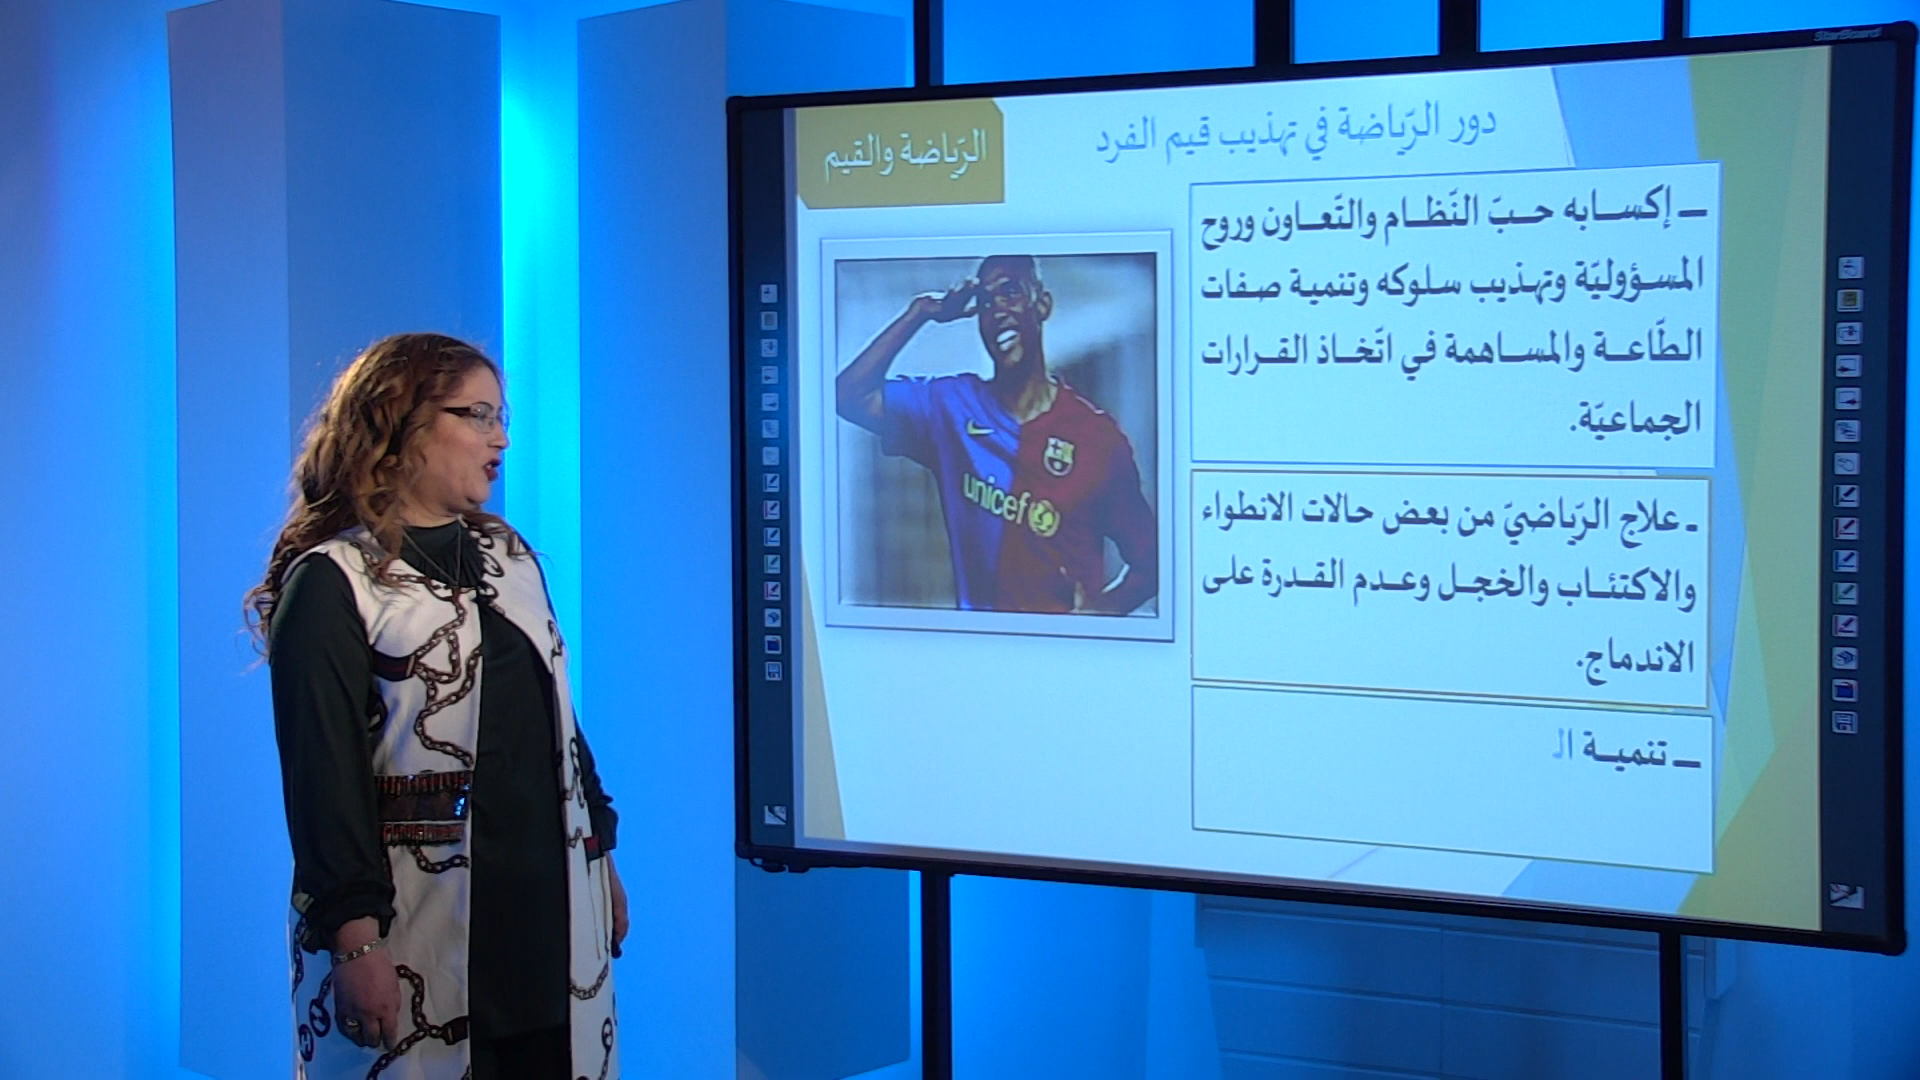 StarBoard
دور الرّياضة في تهذيب قيم الفرد
الرّياضة والقيم
ـ إكسابه حبّ النّظام والتّعاون وروح
المسؤوليّة وتهذيب سلوكه وتنمية صفات
الطّاعة والمساهمة في اتّخاذ القرارات
الجماعيّة.
- علاج الرّياضيّ من بعض حالات الانطواء
والاكتئاب والخجل وعدم القدرة على
الاندماج.
ـ تنمية ال
unicef